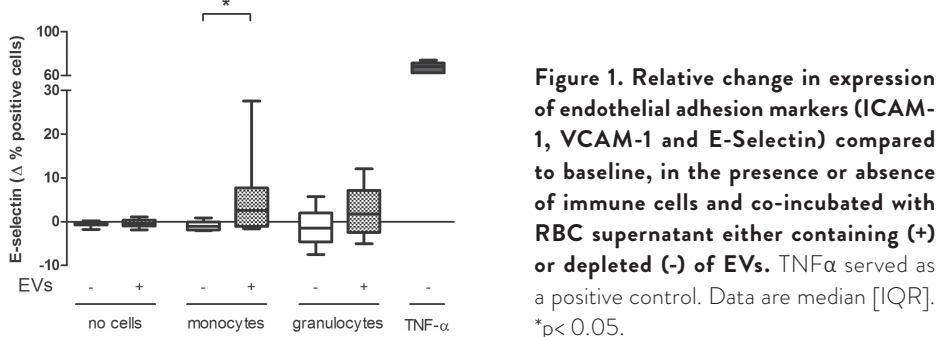 *
100
60
30
20
10
0
-10
E-selectin (Δ % positive cells)
EVs - + - + - + -
no cells monocytes granulocytes TNF-α
Figure 1. Relative change in expression
of endothelial adhesion markers (ICAM-
1, VCAM-1 and E-Selectin) compared
to baseline, in the presence or absence
of immune cells and co-incubated with
RBC supernatant either containing (+)
or depleted (-) of EVs. TNFα served as
a positive control. Data are median [IQR].
*p< 0.05.